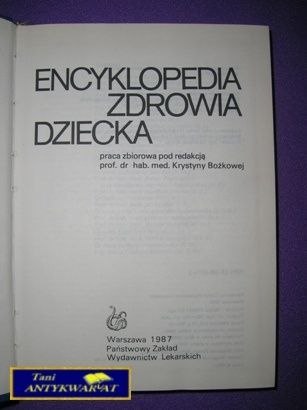 ENCYKLOPEDIA
ZDROWIA
DZIECKA
praca zbiorowa pod redakcją
prof. dr hab. med. Krystyny Bożkowej
Warszawa 1987
Państwowy Zakład
Wydawnictw Lekarskich
Tani
ANTYKWARIAT